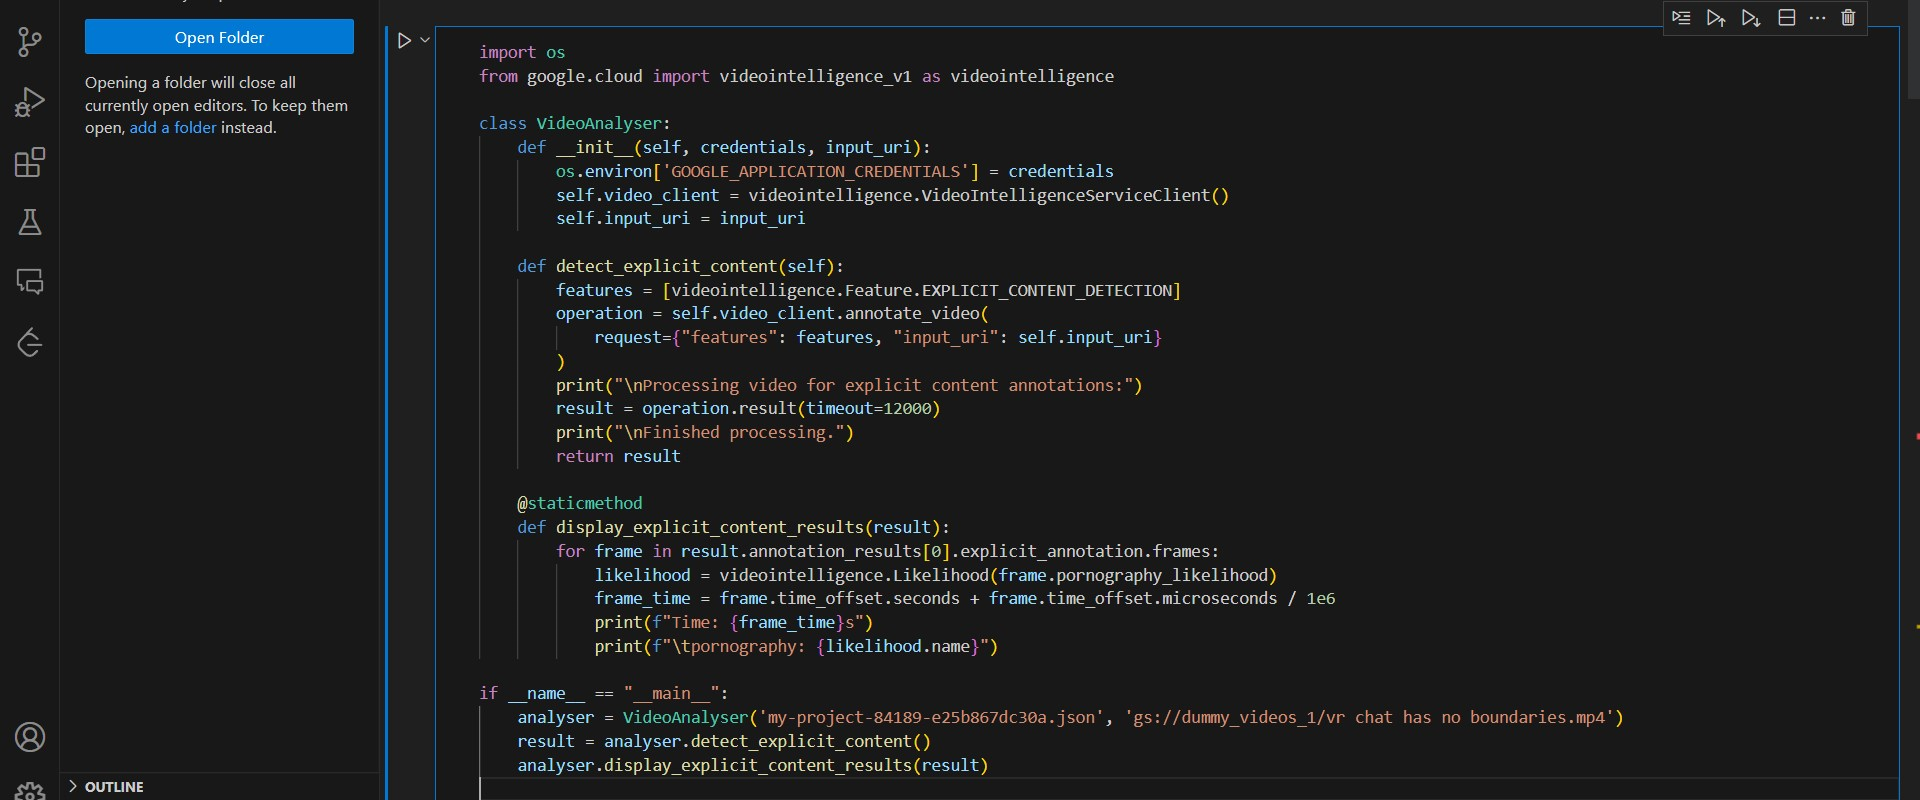 Open Folder
Opening a folder will close all
currently open editors. To keep them
open, add a folder instead.
OUTLINE
import os
from google.cloud import videointelligence_v1 as videointelligence

class VideoAnalyser:
    def __init__(self, credentials, input_uri):
        os.environ['GOOGLE_APPLICATION_CREDENTIALS'] = credentials
        self.video_client = videointelligence.VideoIntelligenceServiceClient()
        self.input_uri = input_uri

    def detect_explicit_content(self):
        features = [videointelligence.Feature.EXPLICIT_CONTENT_DETECTION]
        operation = self.video_client.annotate_video(
            request={"features": features, "input_uri": self.input_uri}
        )
        print("\nProcessing video for explicit content annotations:")
        result = operation.result(timeout=12000)
        print("\nFinished processing.")
        return result

    @staticmethod
    def display_explicit_content_results(result):
        for frame in result.annotation_results[0].explicit_annotation.frames:
            likelihood = videointelligence.Likelihood(frame.pornography_likelihood)
            frame_time = frame.time_offset.seconds + frame.time_offset.microseconds / 1e6
            print(f"Time: {frame_time}s")
            print(f"\tpornography: {likelihood.name}")

if __name__ == "__main__":
    analyser = VideoAnalyser('my-project-84189-e25b867dc30a.json', 'gs://dummy_videos_1/vr chat has no boundaries.mp4')
    result = analyser.detect_explicit_content()
    analyser.display_explicit_content_results(result)